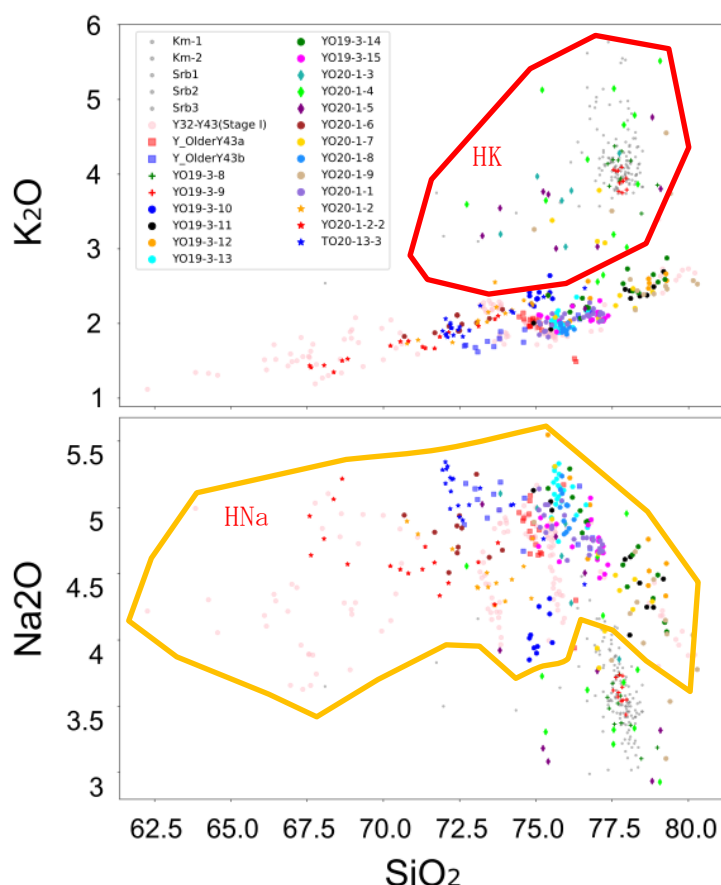 K₂O
6
5
4
3
2
1
Km-1
Km-2
Srb1
Srb2
Srb3
Y32-Y43(Stage I)
Y_OlderY43a
Y_OlderY43b
YO19-3-8
YO19-3-9
YO19-3-10
YO19-3-11
YO19-3-12
YO19-3-13
YO19-3-14
YO19-3-15
YO20-1-3
YO20-1-4
YO20-1-5
YO20-1-6
YO20-1-7
YO20-1-8
YO20-1-9
YO20-1-1
YO20-1-2
YO20-1-2-2
TO20-13-3
HK
Na2O
5.5
5
4.5
4
3.5
3
HNa
62.5 65.0 67.5 70.0 72.5 75.0 77.5 80.0
SiO₂